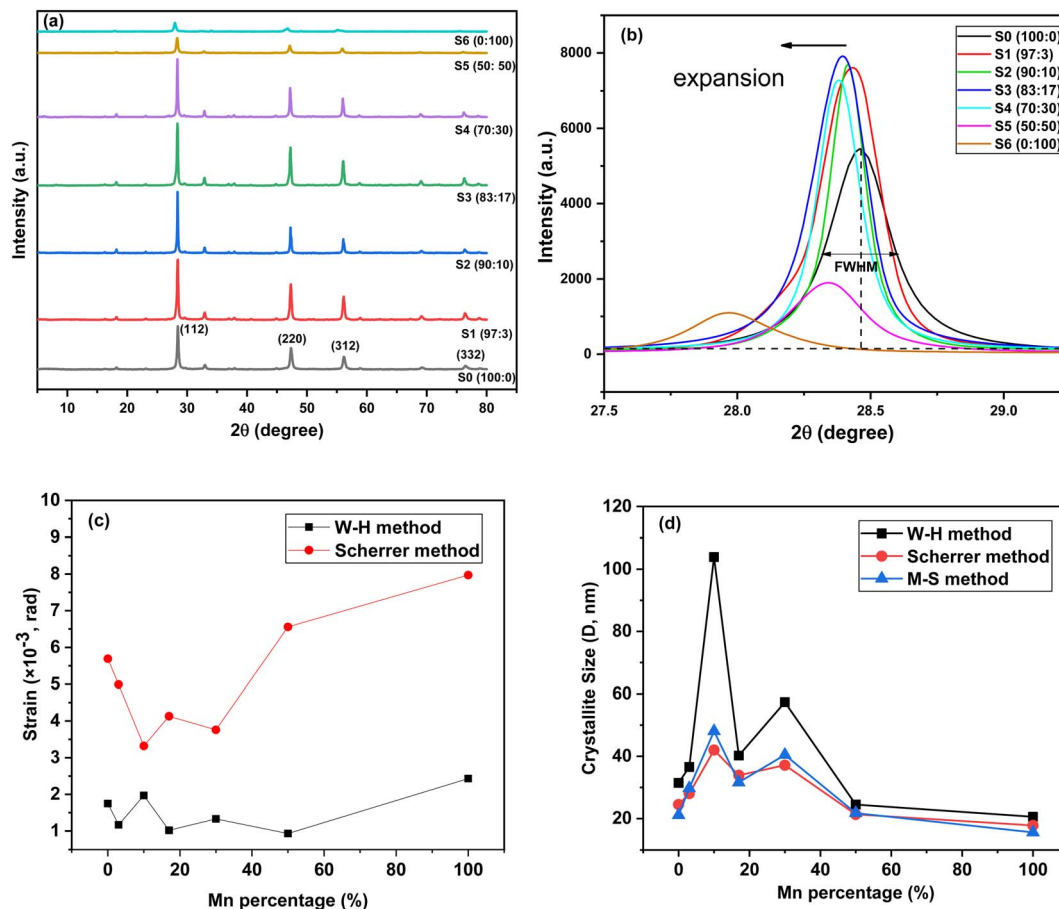 (a)
S6 (0:100)
S5 (50: 50)
S4 (70:30)
S3 (83:17)
S2 (90:10)
S1 (97:3)
(112)
(220)
(312)
(332)
S0 (100:0)
Intensity (a.u.)
10 20 30 40 50 60 70 80
2θ (degree)
(b)
expansion
S0 (100:0)
S1 (97:3)
S2 (90:10)
S3 (83:17)
S4 (70:30)
S5 (50:50)
S6 (0:100)
FWHM
8000
6000
4000
2000
0
Intensity (a.u.)
27.5 28.0 28.5 29.0
2θ (degree)
(c)
W-H method
Scherrer method
10
9
8
7
6
5
4
3
2
1
Strain (×10⁻³, rad)
0 20 40 60 80 100
Mn percentage (%)
(d)
W-H method
Scherrer method
M-S method
120
100
80
60
40
20
Crystallite Size (D, nm)
0 20 40 60 80 100
Mn percentage (%)